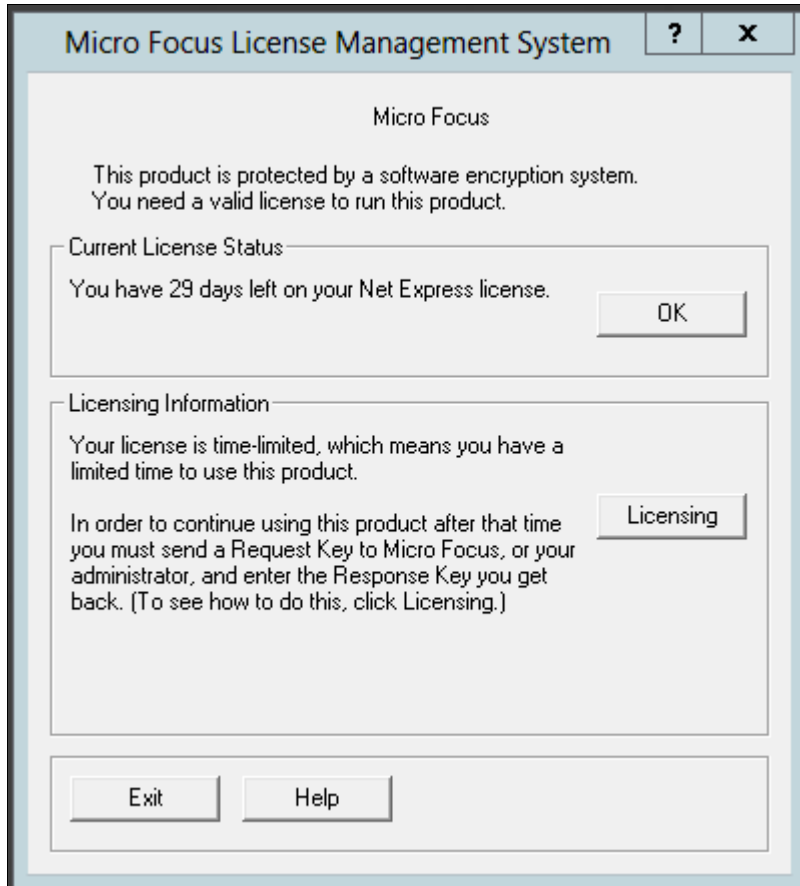 Micro Focus License Management System ? x
Micro Focus
This product is protected by a software encryption system.
You need a valid license to run this product.
Current License Status
You have 29 days left on your Net Express license.
OK
Licensing Information
Your license is time-limited, which means you have a
limited time to use this product.
Licensing
In order to continue using this product after that time
you must send a Request Key to Micro Focus, or your
administrator, and enter the Response Key you get
back. (To see how to do this, click Licensing.)
Exit Help